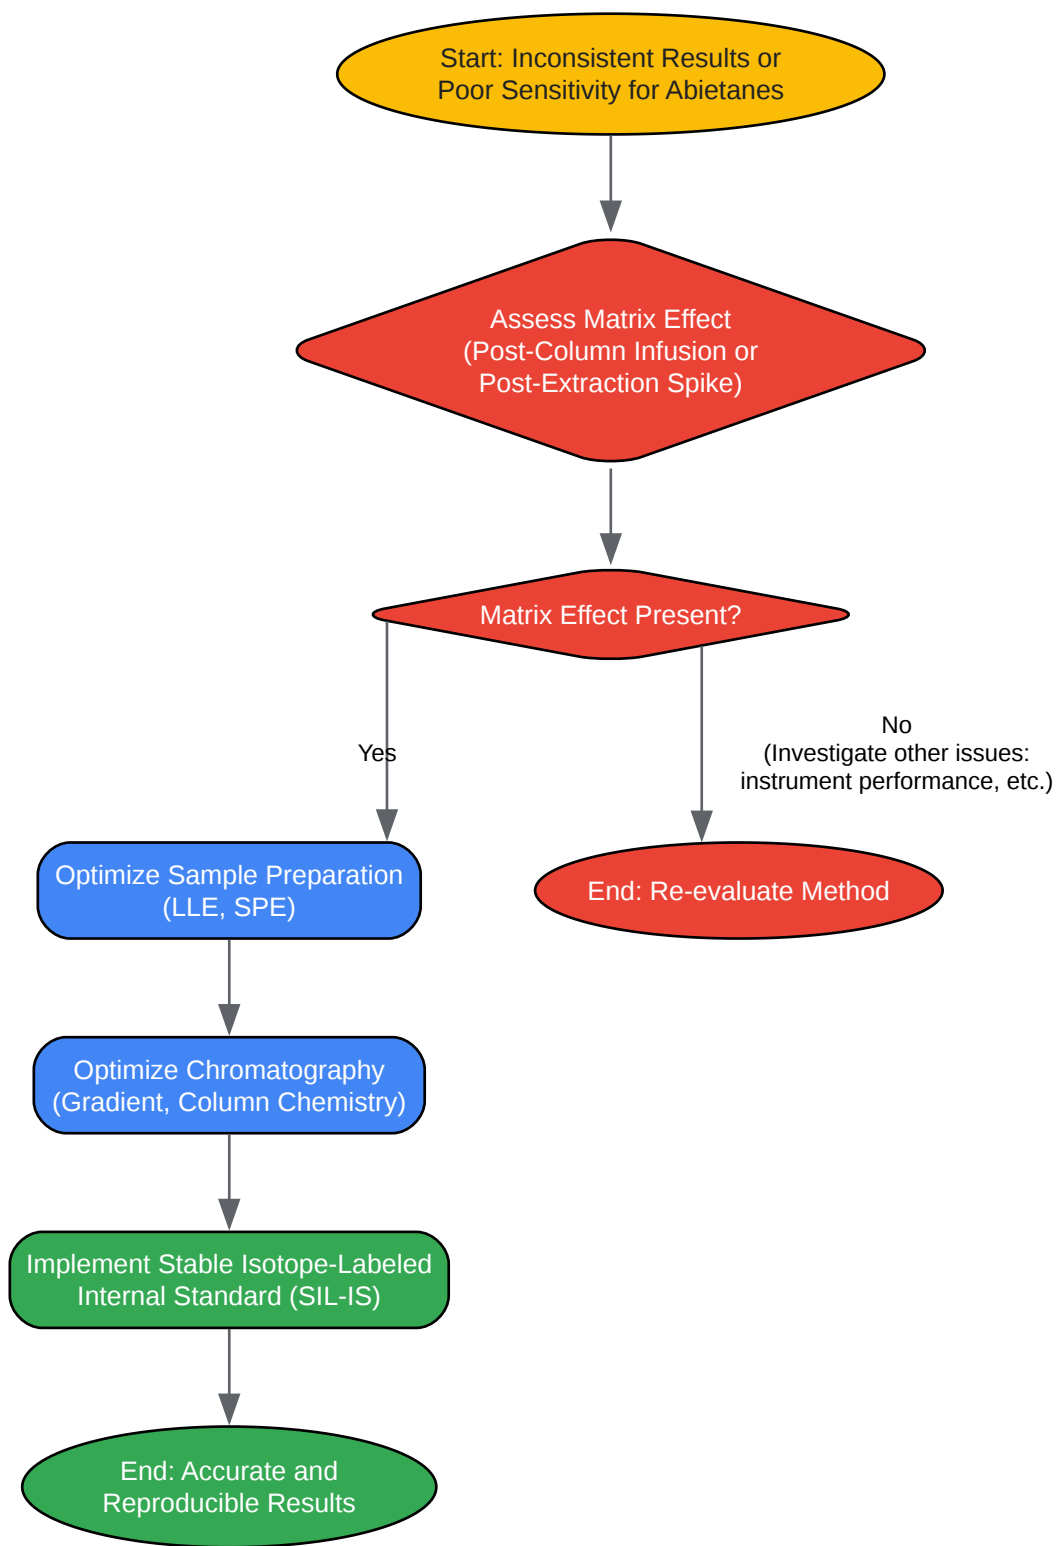 Start: Inconsistent Results or
Poor Sensitivity for Abietanes
Assess Matrix Effect
(Post-Column Infusion or
Post-Extraction Spike)
Matrix Effect Present?
Yes
No
(Investigate other issues:
instrument performance, etc.)
Optimize Sample Preparation
(LLE, SPE)
End: Re-evaluate Method
Optimize Chromatography
(Gradient, Column Chemistry)
Implement Stable Isotope-Labeled
Internal Standard (SIL-IS)
End: Accurate and
Reproducible Results